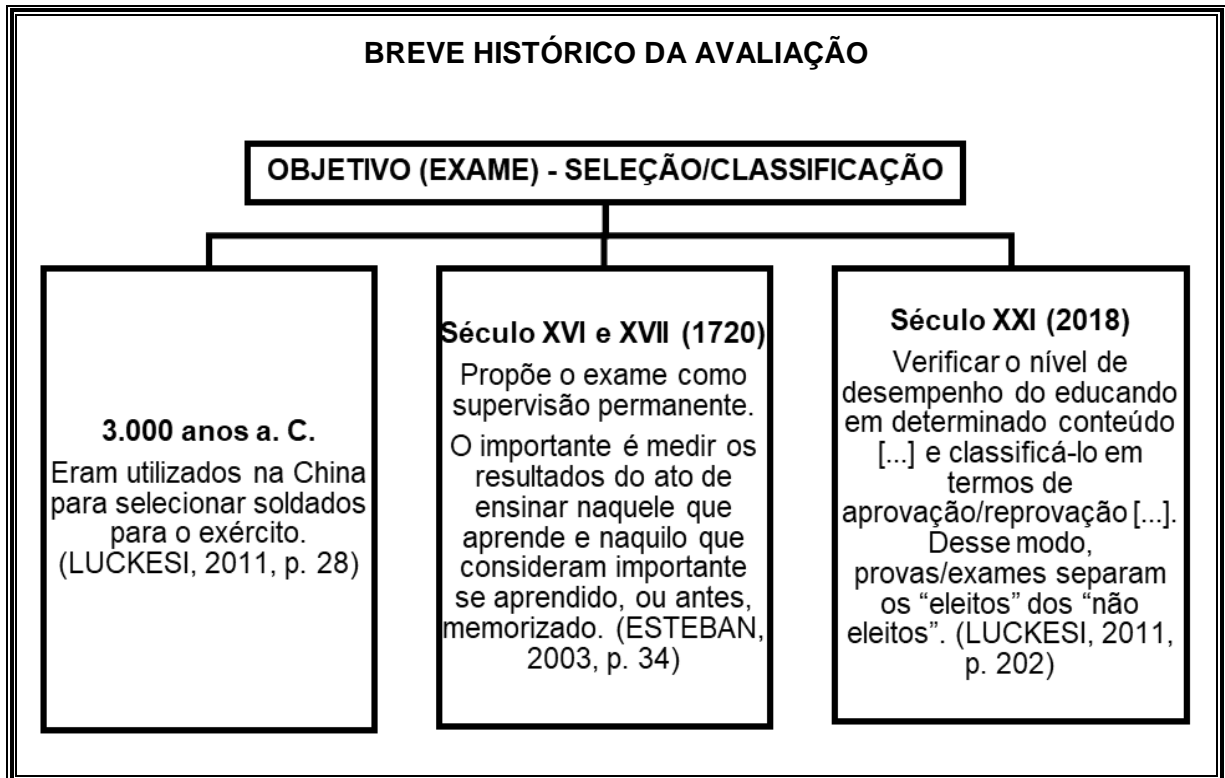 BREVE HISTÓRICO DA AVALIAÇÃO
OBJETIVO (EXAME) - SELEÇÃO/CLASSIFICAÇÃO
3.000 anos a. C.
Eram utilizados na China
para selecionar soldados
para o exército.
(LUCKESI, 2011, p. 28)
Século XVI e XVII (1720)
Propõe o exame como
supervisão permanente.
O importante é medir os
resultados do ato de
ensinar naquele que
aprende e naquilo que
consideram importante
se aprendido, ou antes,
memorizado. (ESTEBAN,
2003, p. 34)
Século XXI (2018)
Verificar o nível de
desempenho do educando
em determinado conteúdo
[...] e classificá-lo em
termos de
aprovação/reprovação [...].
Desse modo,
provas/exames separam
os “eleitos” dos “não
eleitos”. (LUCKESI, 2011,
p. 202)